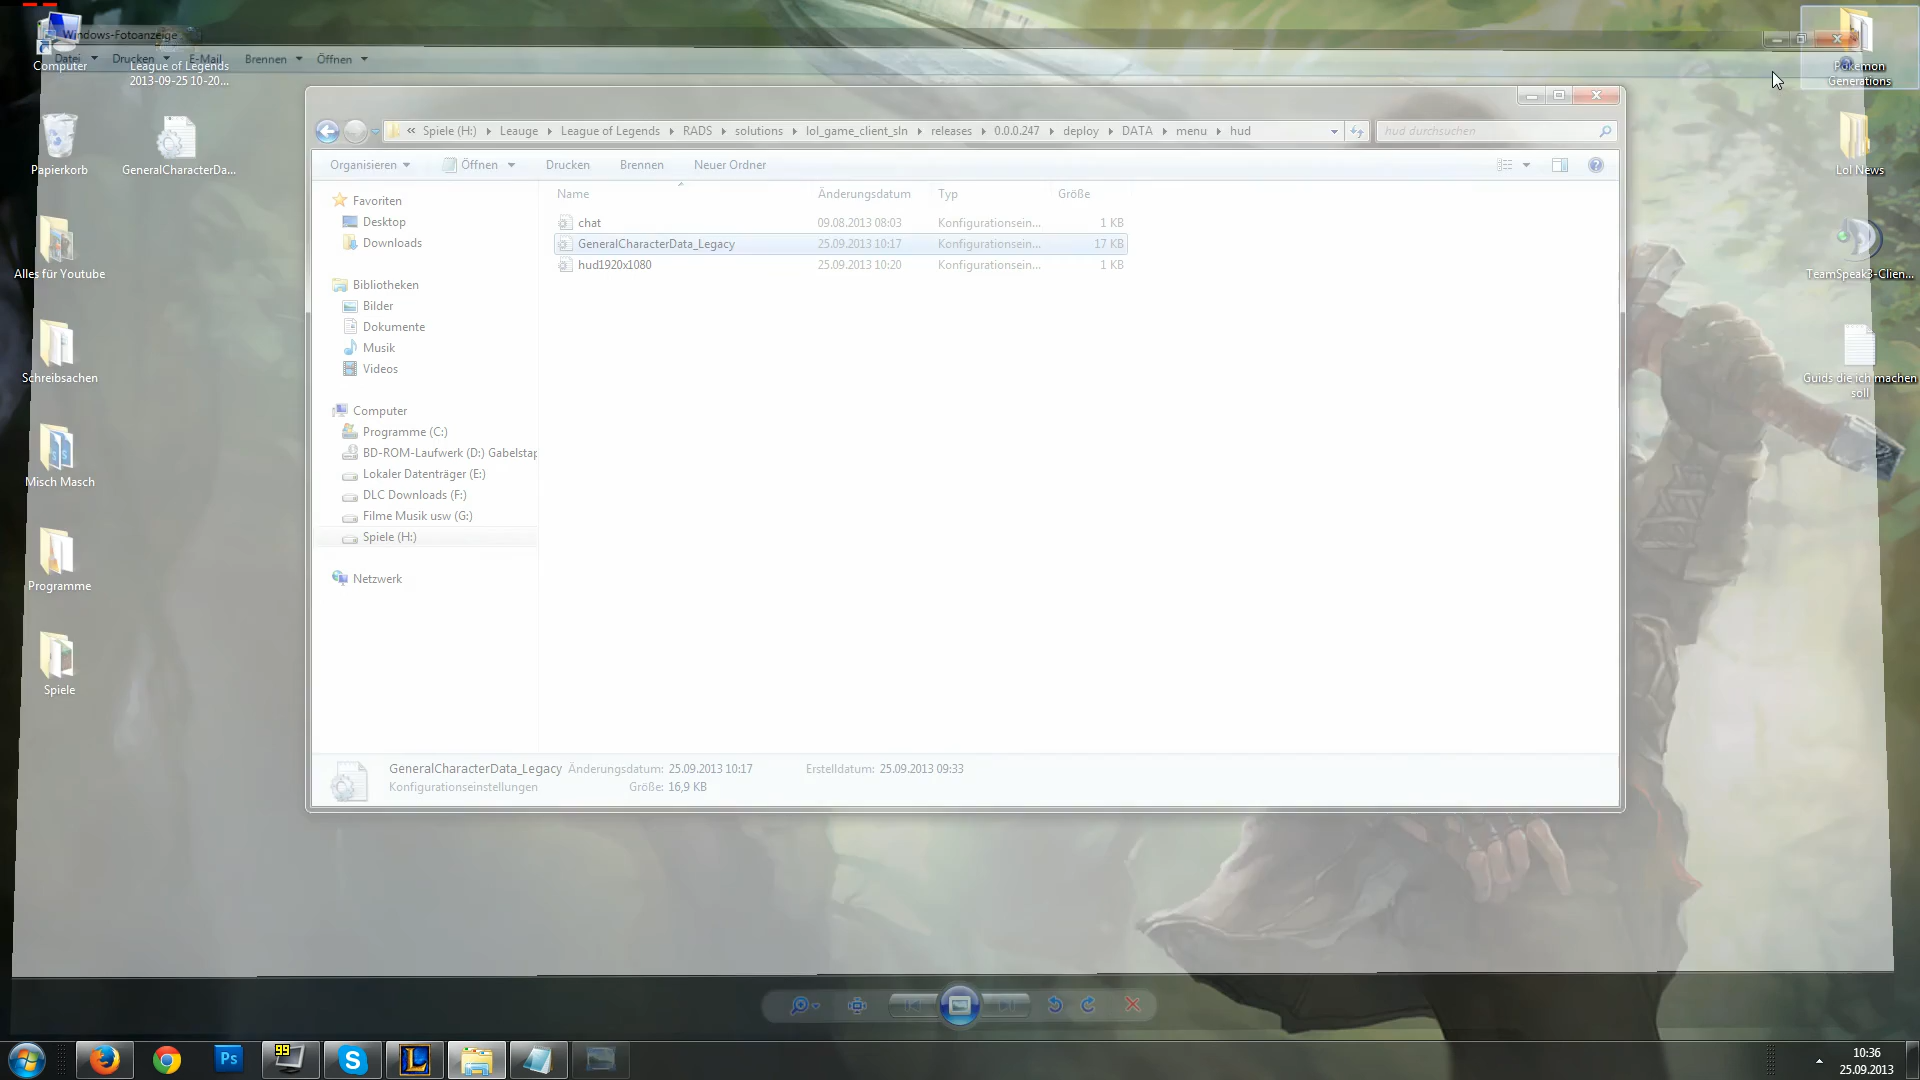 Windows-Fotoanzeige
Datei Drucken E-Mail Brennen Öffnen
Computer
League of Legends
2013-09-25 10-20...
Papierkorb
GeneralCharacterDa...
Alles für Youtube
Schreibsachen
Misch Masch
Programme
Spiele
Pokemon
Generations
Lol News
TeamSpeak3-Clien...
Guids die ich machen
soll
« Spiele (H:) Leauge League of Legends RADS solutions lol_game_client_sln releases 0.0.0.247 deploy DATA menu hud
hud durchsuchen
Organisieren Öffnen Drucken Brennen Neuer Ordner
Favoriten
Desktop
Downloads
Bibliotheken
Bilder
Dokumente
Musik
Videos
Computer
Programme (C:)
BD-ROM-Laufwerk (D:) Gabelstap
Lokaler Datenträger (E:)
DLC Downloads (F:)
Filme Musik usw (G:)
Spiele (H:)
Netzwerk
Name Änderungsdatum Typ Größe
chat 09.08.2013 08:03 Konfigurationsein... 1 KB
GeneralCharacterData_Legacy 25.09.2013 10:17 Konfigurationsein... 17 KB
hud1920x1080 25.09.2013 10:20 Konfigurationsein... 1 KB
GeneralCharacterData_Legacy Änderungsdatum: 25.09.2013 10:17 Erstelldatum: 25.09.2013 09:33
Konfigurationseinstellungen Größe: 16,9 KB
Ps
99
S
L
10:36
25.09.2013